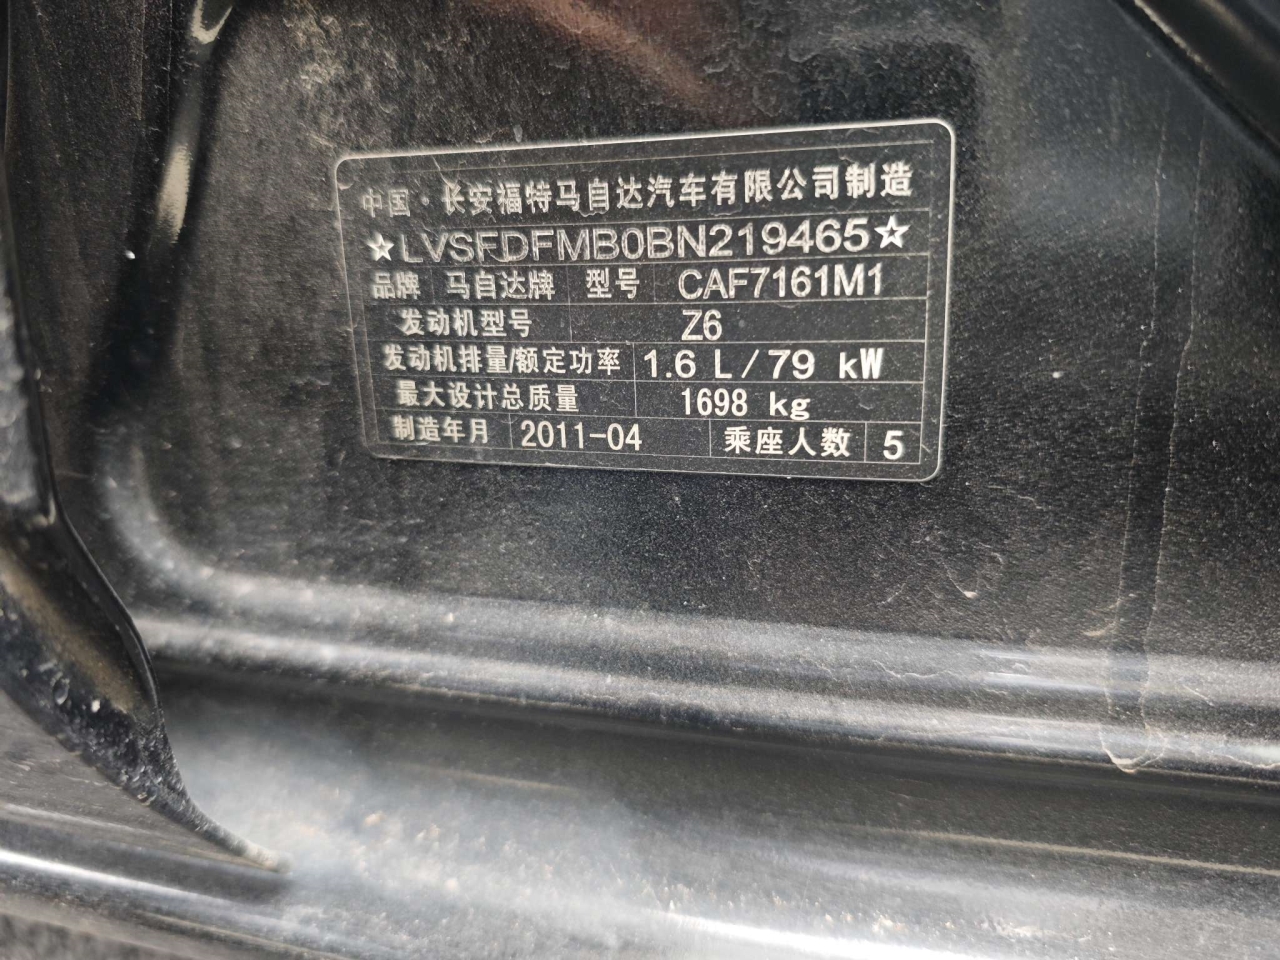 中国·长安福特马自达汽车有限公司制造
☆LVSFDFMB0BN219465☆
品牌 马自达牌 型号 CAF7161M1
发动机型号 Z6
发动机排量/额定功率 1.6 L/79 kW
最大设计总质量 1698 kg
制造年月 2011-04 乘座人数 5